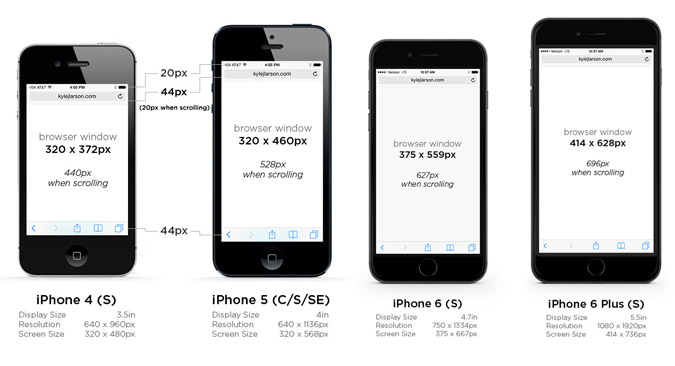 -104 AT&T 4:05 PM
kylejlarson.com
browser window
320 x 372px
440px
when scrolling
iPhone 4 (S)
Display Size 3.5in
Resolution 640 x 960px
Screen Size 320 x 480px
20px
44px
(20px when scrolling)
44px
-104 AT&T 4:05 PM
kylejlarson.com
browser window
320 x 460px
528px
when scrolling
iPhone 5 (C/S/SE)
Display Size 4in
Resolution 640 x 1136px
Screen Size 320 x 568px
Verizon LTE 10:37 AM
kylejlarson.com
browser window
375 x 559px
627px
when scrolling
iPhone 6 (S)
Display Size 4.7in
Resolution 750 x 1334px
Screen Size 375 x 667px
Verizon LTE 10:37 AM
kylejlarson.com
browser window
414 x 628px
696px
when scrolling
iPhone 6 Plus (S)
Display Size 5.5in
Resolution 1080 x 1920px
Screen Size 414 x 736px